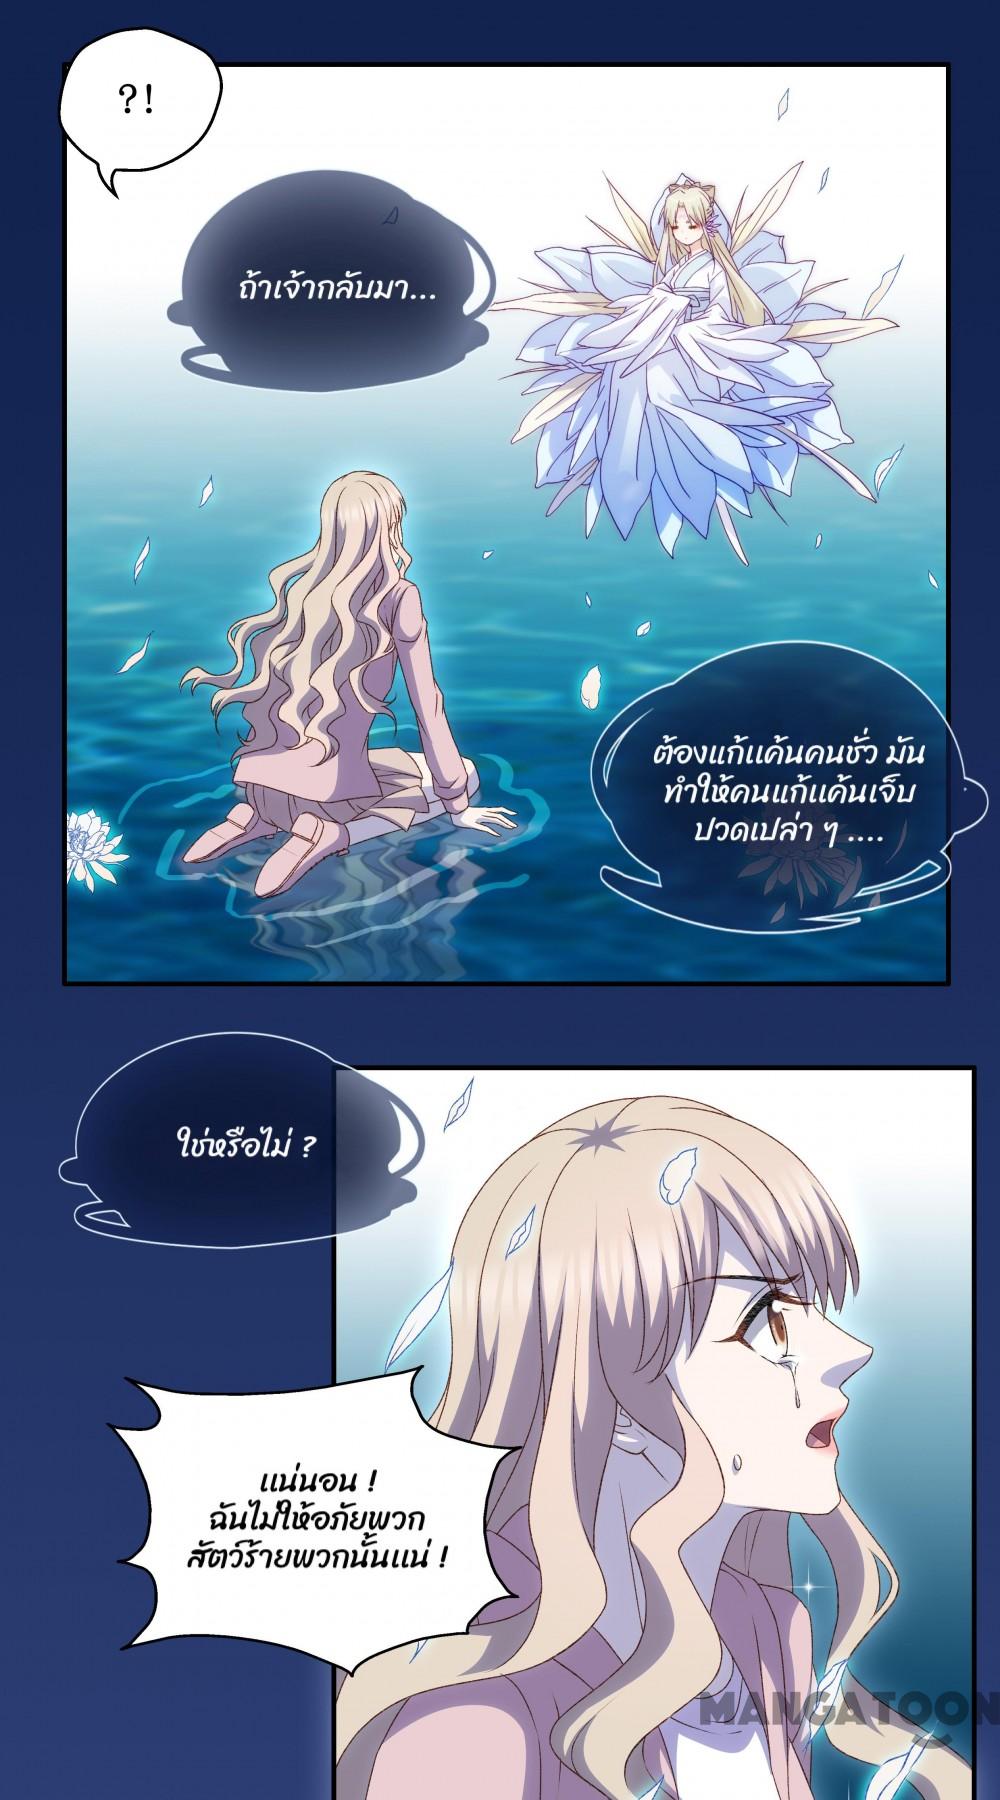 ?!
ถ้าเจ้ากลับมา...
ต้องแก้แค้นคนชั่ว มัน
ทำให้คนแก้แค้นเจ็บ
ปวดเปล่า ๆ ....
ใช่หรือไม่ ?
แน่นอน !
ฉันไม่ให้อภัยพวก
สัตว์ร้ายพวกนั้นแน่ !
MANGATOON